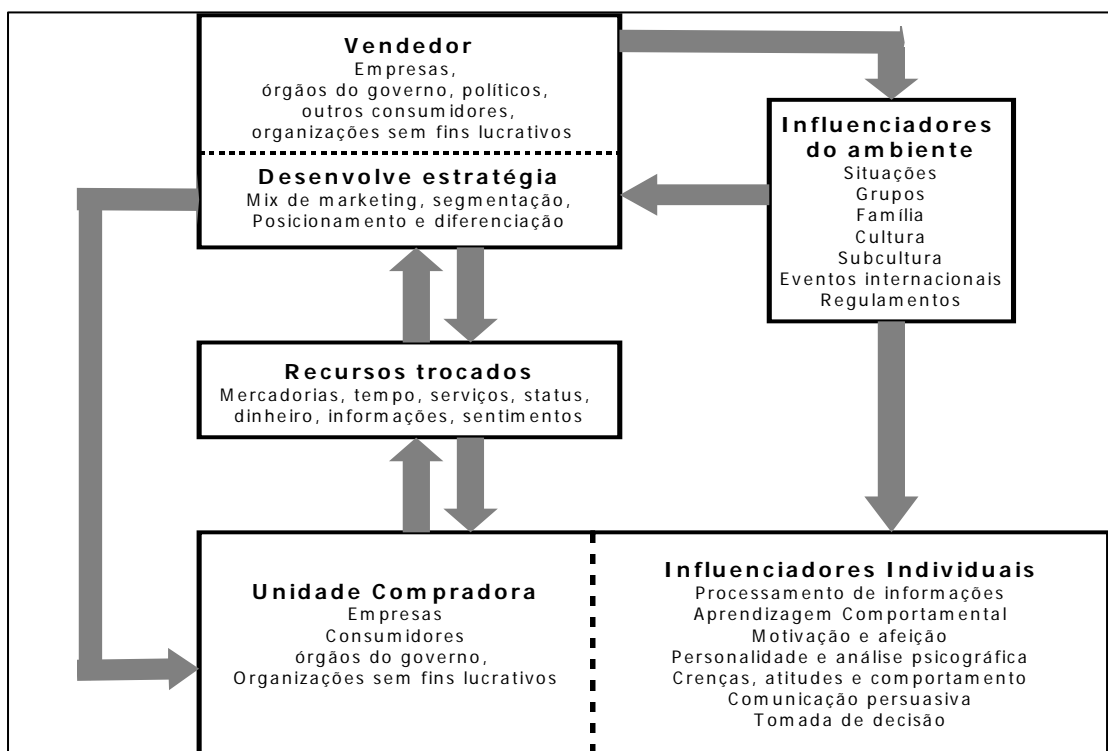 Vendedor
Empresas,
órgãos do governo, políticos,
outros consumidores,
organizações sem fins lucrativos
Desenvolve estratégia
Mix de marketing, segmentação,
Posicionamento e diferenciação
Influenciadores
do ambiente
Situações
Grupos
Família
Cultura
Subcultura
Eventos internacionais
Regulamentos
Recursos trocados
Mercadorias, tempo, serviços, status,
dinheiro, informações, sentimentos
Unidade Compradora
Empresas
Consumidores
órgãos do governo,
Organizações sem fins lucrativos
Influenciadores Individuais
Processamento de informações
Aprendizagem Comportamental
Motivação e afeição
Personalidade e análise psicográfica
Crenças, atitudes e comportamento
Comunicação persuasiva
Tomada de decisão